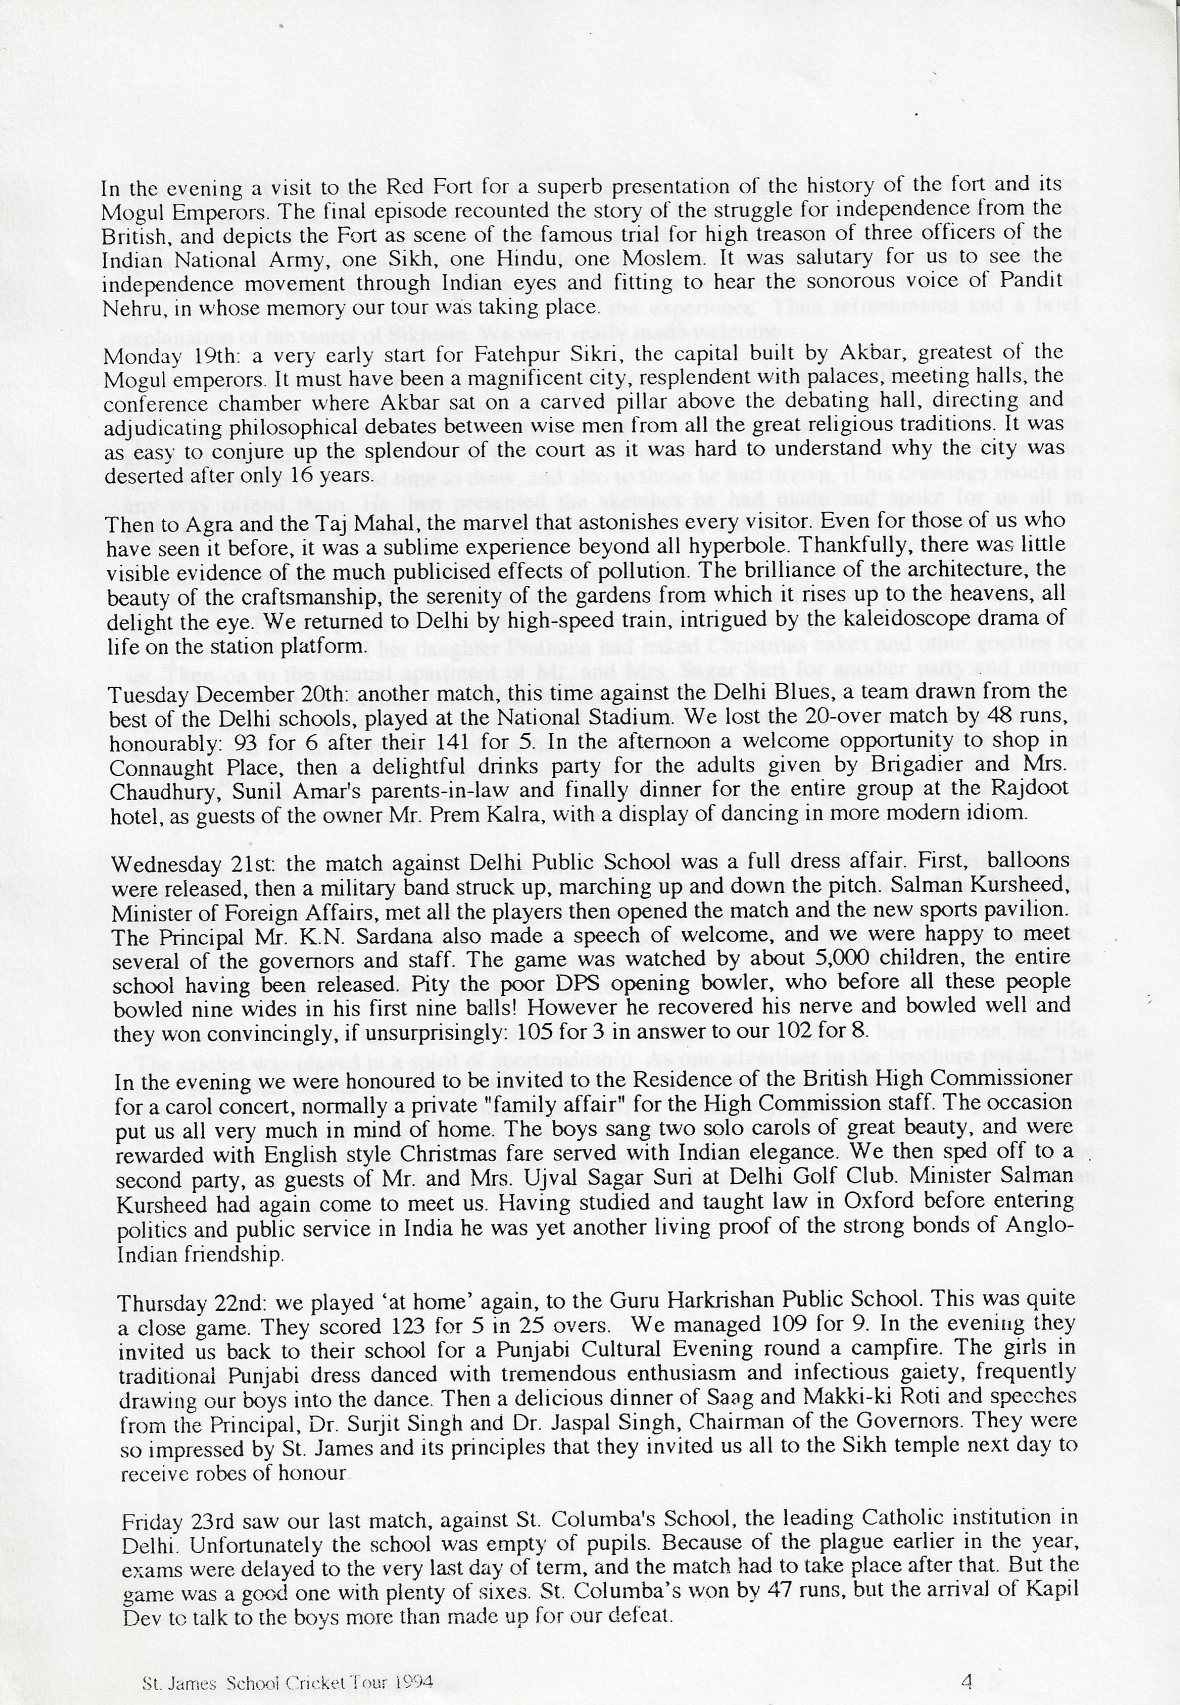 In the evening a visit to the Red Fort for a superb presentation of the history of the fort and its
Mogul Emperors. The final episode recounted the story of the struggle for independence from the
British, and depicts the Fort as scene of the famous trial for high treason of three officers of the
Indian National Army, one Sikh, one Hindu, one Moslem. It was salutary for us to see the
independence movement through Indian eyes and fitting to hear the sonorous voice of Pandit
Nehru, in whose memory our tour was taking place.
Monday 19th: a very early start for Fatehpur Sikri, the capital built by Akbar, greatest of the
Mogul emperors. It must have been a magnificent city, resplendent with palaces, meeting halls, the
conference chamber where Akbar sat on a carved pillar above the debating hall, directing and
adjudicating philosophical debates between wise men from all the great religious traditions. It was
as easy to conjure up the splendour of the court as it was hard to understand why the city was
deserted after only 16 years.
Then to Agra and the Taj Mahal, the marvel that astonishes every visitor. Even for those of us who
have seen it before, it was a sublime experience beyond all hyperbole. Thankfully, there was little
visible evidence of the much publicised effects of pollution. The brilliance of the architecture, the
beauty of the craftsmanship, the serenity of the gardens from which it rises up to the heavens, all
delight the eye. We returned to Delhi by high-speed train, intrigued by the kaleidoscope drama of
life on the station platform.
Tuesday December 20th: another match, this time against the Delhi Blues, a team drawn from the
best of the Delhi schools, played at the National Stadium. We lost the 20-over match by 48 runs,
honourably: 93 for 6 after their 141 for 5. In the afternoon a welcome opportunity to shop in
Connaught Place, then a delightful drinks party for the adults given by Brigadier and Mrs.
Chaudhury, Sunil Amar's parents-in-law and finally dinner for the entire group at the Rajdoot
hotel, as guests of the owner Mr. Prem Kalra, with a display of dancing in more modern idiom.
Wednesday 21st: the match against Delhi Public School was a full dress affair. First, balloons
were released, then a military band struck up, marching up and down the pitch. Salman Kursheed,
Minister of Foreign Affairs, met all the players then opened the match and the new sports pavilion.
The Principal Mr. K.N. Sardana also made a speech of welcome, and we were happy to meet
several of the governors and staff. The game was watched by about 5,000 children, the entire
school having been released. Pity the poor DPS opening bowler, who before all these people
bowled nine wides in his first nine balls! However he recovered his nerve and bowled well and
they won convincingly, if unsurprisingly: 105 for 3 in answer to our 102 for 8.
In the evening we were honoured to be invited to the Residence of the British High Commissioner
for a carol concert, normally a private "family affair" for the High Commission staff. The occasion
put us all very much in mind of home. The boys sang two solo carols of great beauty, and were
rewarded with English style Christmas fare served with Indian elegance. We then sped off to a
second party, as guests of Mr. and Mrs. Ujval Sagar Suri at Delhi Golf Club. Minister Salman
Kursheed had again come to meet us. Having studied and taught law in Oxford before entering
politics and public service in India he was yet another living proof of the strong bonds of Anglo-
Indian friendship.
Thursday 22nd: we played ‘at home’ again, to the Guru Harkrishan Public School. This was quite
a close game. They scored 123 for 5 in 25 overs. We managed 109 for 9. In the evening they
invited us back to their school for a Punjabi Cultural Evening round a campfire. The girls in
traditional Punjabi dress danced with tremendous enthusiasm and infectious gaiety, frequently
drawing our boys into the dance. Then a delicious dinner of Saag and Makki-ki Roti and speeches
from the Principal, Dr. Surjit Singh and Dr. Jaspal Singh, Chairman of the Governors. They were
so impressed by St. James and its principles that they invited us all to the Sikh temple next day to
receive robes of honour
Friday 23rd saw our last match, against St. Columba's School, the leading Catholic institution in
Delhi. Unfortunately the school was empty of pupils. Because of the plague earlier in the year,
exams were delayed to the very last day of term, and the match had to take place after that. But the
game was a good one with plenty of sixes. St. Columba’s won by 47 runs, but the arrival of Kapil
Dev to talk to the boys more than made up for our defeat.
St. James School Cricket Tour 1994 4